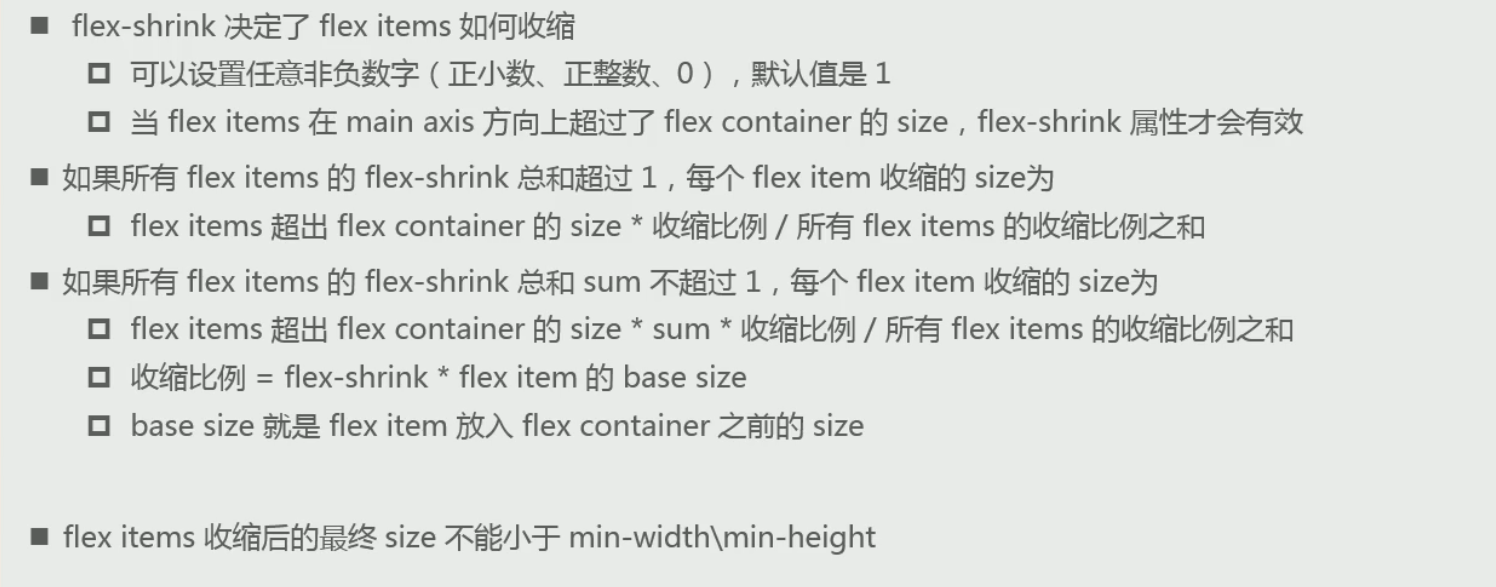 ■ flex-shrink 决定了 flex items 如何收缩
可以设置任意非负数字（正小数、正整数、0），默认值是 1
当 flex items 在 main axis 方向上超过了 flex container 的 size，flex-shrink 属性才会有效
■ 如果所有 flex items 的 flex-shrink 总和超过 1，每个 flex item 收缩的 size为
flex items 超出 flex container 的 size * 收缩比例 / 所有 flex items 的收缩比例之和
■ 如果所有 flex items 的 flex-shrink 总和 sum 不超过 1，每个 flex item 收缩的 size为
flex items 超出 flex container 的 size * sum * 收缩比例 / 所有 flex items 的收缩比例之和
收缩比例 = flex-shrink * flex item 的 base size
base size 就是 flex item 放入 flex container 之前的 size
■ flex items 收缩后的最终 size 不能小于 min-width\min-height